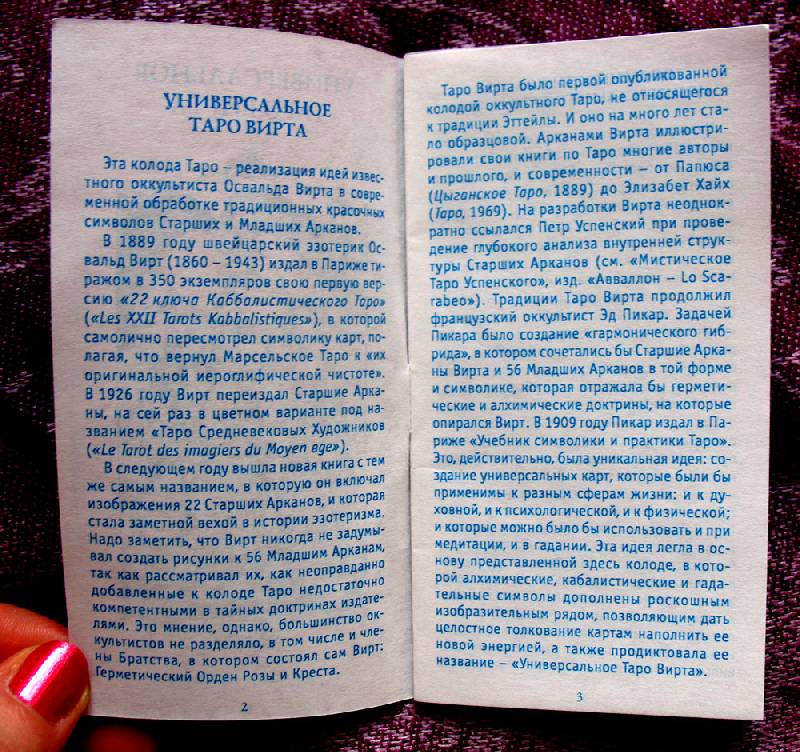 УНИВЕРСАЛЬНОЕ
ТАРО ВИРТА
Эта колода Таро – реализация идей извес-
тного оккультиста Освальда Вирта в совре-
менной обработке традиционных красочных
символов Старших и Младших Арканов.
В 1889 году швейцарский эзотерик Ос-
вальд Вирт (1860 – 1943) издал в Париже ти-
ражом в 350 экземпляров свою первую вер-
сию «22 ключа Каббалистического Таро»
(«Les XXII Tarots Kabbalistiques»), в которой
самолично пересмотрел символику карт, по-
лагая, что вернул Марсельское Таро к «их
оригинальной иероглифической чистоте».
В 1926 году Вирт переиздал Старшие Арка-
ны, на сей раз в цветном варианте под на-
званием «Таро Средневековых Художников
(«Le Tarot des imagiers du Moyen age»).
В следующем году вышла новая книга с тем
же самым названием, в которую он включал
изображения 22 Старших Арканов, и которая
стала заметной вехой в истории эзотеризма.
Надо заметить, что Вирт никогда не задумы-
вал создать рисунки к 56 Младшим Арканам,
так как рассматривал их, как неоправданно
добавленные к колоде Таро недостаточно
компетентными в тайных доктринах издате-
лями. Это мнение, однако, большинство ок-
культистов не разделяло, в том числе и чле-
ны Братства, в котором состоял сам Вирт:
Герметический Орден Розы и Креста.
2
Таро Вирта было первой опубликованной
колодой оккультного Таро, не относящегося
к традиции Эттейлы. И оно на много лет ста-
ло образцовой. Арканами Вирта иллюстри-
ровали свои книги по Таро многие авторы
и прошлого, и современности – от Папюса
(Цыганское Таро, 1889) до Элизабет Хайх
(Таро, 1969). На разработки Вирта неоднок-
ратно ссылался Петр Успенский при прове-
дение глубокого анализа внутренней струк-
туры Старших Арканов (см. «Мистическое
Таро Успенского», изд. «Авваллон – Lo Sca-
rabeo»). Традиции Таро Вирта продолжил
французский оккультист Эд Пикар. Задачей
Пикара было создание «гармонического гиб-
рида», в котором сочетались бы Старшие Арка-
ны Вирта и 56 Младших Арканов в той форме
и символике, которая отражала бы гермети-
ческие и алхимические доктрины, на которые
опирался Вирт. В 1909 году Пикар издал в Па-
риже «Учебник символики и практики Таро».
Это, действительно, была уникальная идея: со-
здание универсальных карт, которые были бы
применимы к разным сферам жизни: и к ду-
ховной, и к психологической, и к физической;
и которые можно было бы использовать и при
медитации, и в гадании. Эта идея легла в ос-
нову представленной здесь колоде, в кото-
рой алхимические, кабалистические и гада-
тельные символы дополнены роскошным
изобразительным рядом, позволяющим дать
целостное толкование картам наполнить ее
новой энергией, а также продиктовала ее
название – «Универсальное Таро Вирта».
3